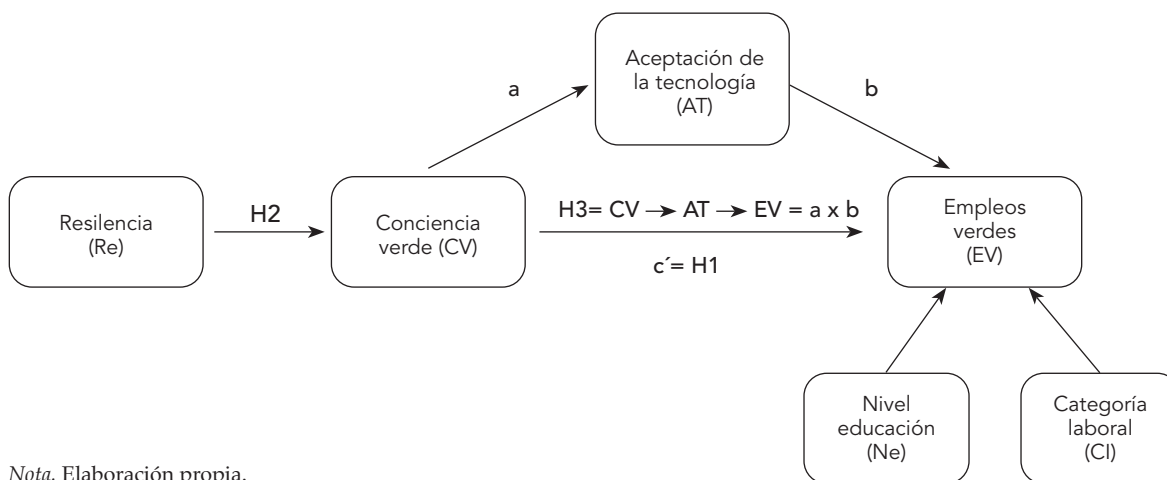 Aceptación de
la tecnología
(AT)
a
b
Resilencia
(Re)
H2
Conciencia
verde (CV)
H3= CV → AT → EV = a x b
c´= H1
Empleos
verdes
(EV)
Nivel
educación
(Ne)
Categoría
laboral
(Cl)
Nota. Elaboración propia.